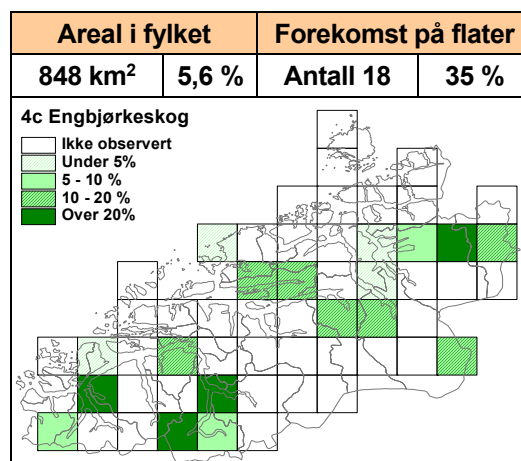 Areal i fylket Forekomst på flater
848 km² 5,6 % Antall 18 35 %
4c Engbjørkeskog
Ikke observert
Under 5%
5 - 10 %
10 - 20 %
Over 20%